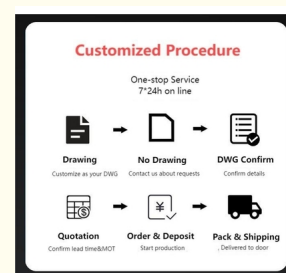 Customized Procedure
One-stop Service
7*24h on line
Drawing
No Drawing
DWG Confirm
Customize as your DWG
Contact us about requests
Confirm details
Quotation
Order & Deposit
Pack & Shipping
Confirm lead time&MOT
Start production
. Delivered to door